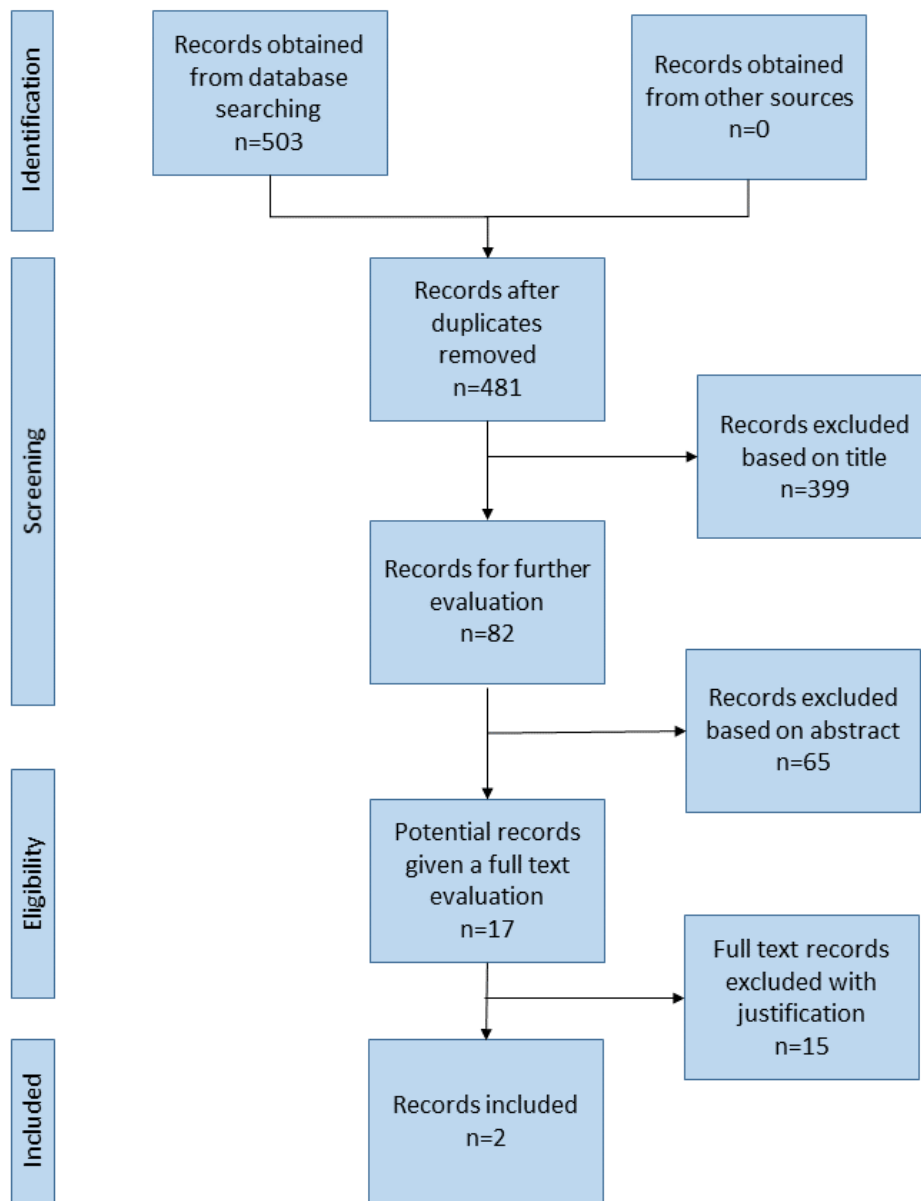 Identification
Records obtained
from database
searching
n=503
Records obtained
from other sources
n=0
Screening
Records after
duplicates
removed
n=481
Records excluded
based on title
n=399
Records for further
evaluation
n=82
Records excluded
based on abstract
n=65
Eligibility
Potential records
given a full text
evaluation
n=17
Full text records
excluded with
justification
n=15
Included
Records included
n=2